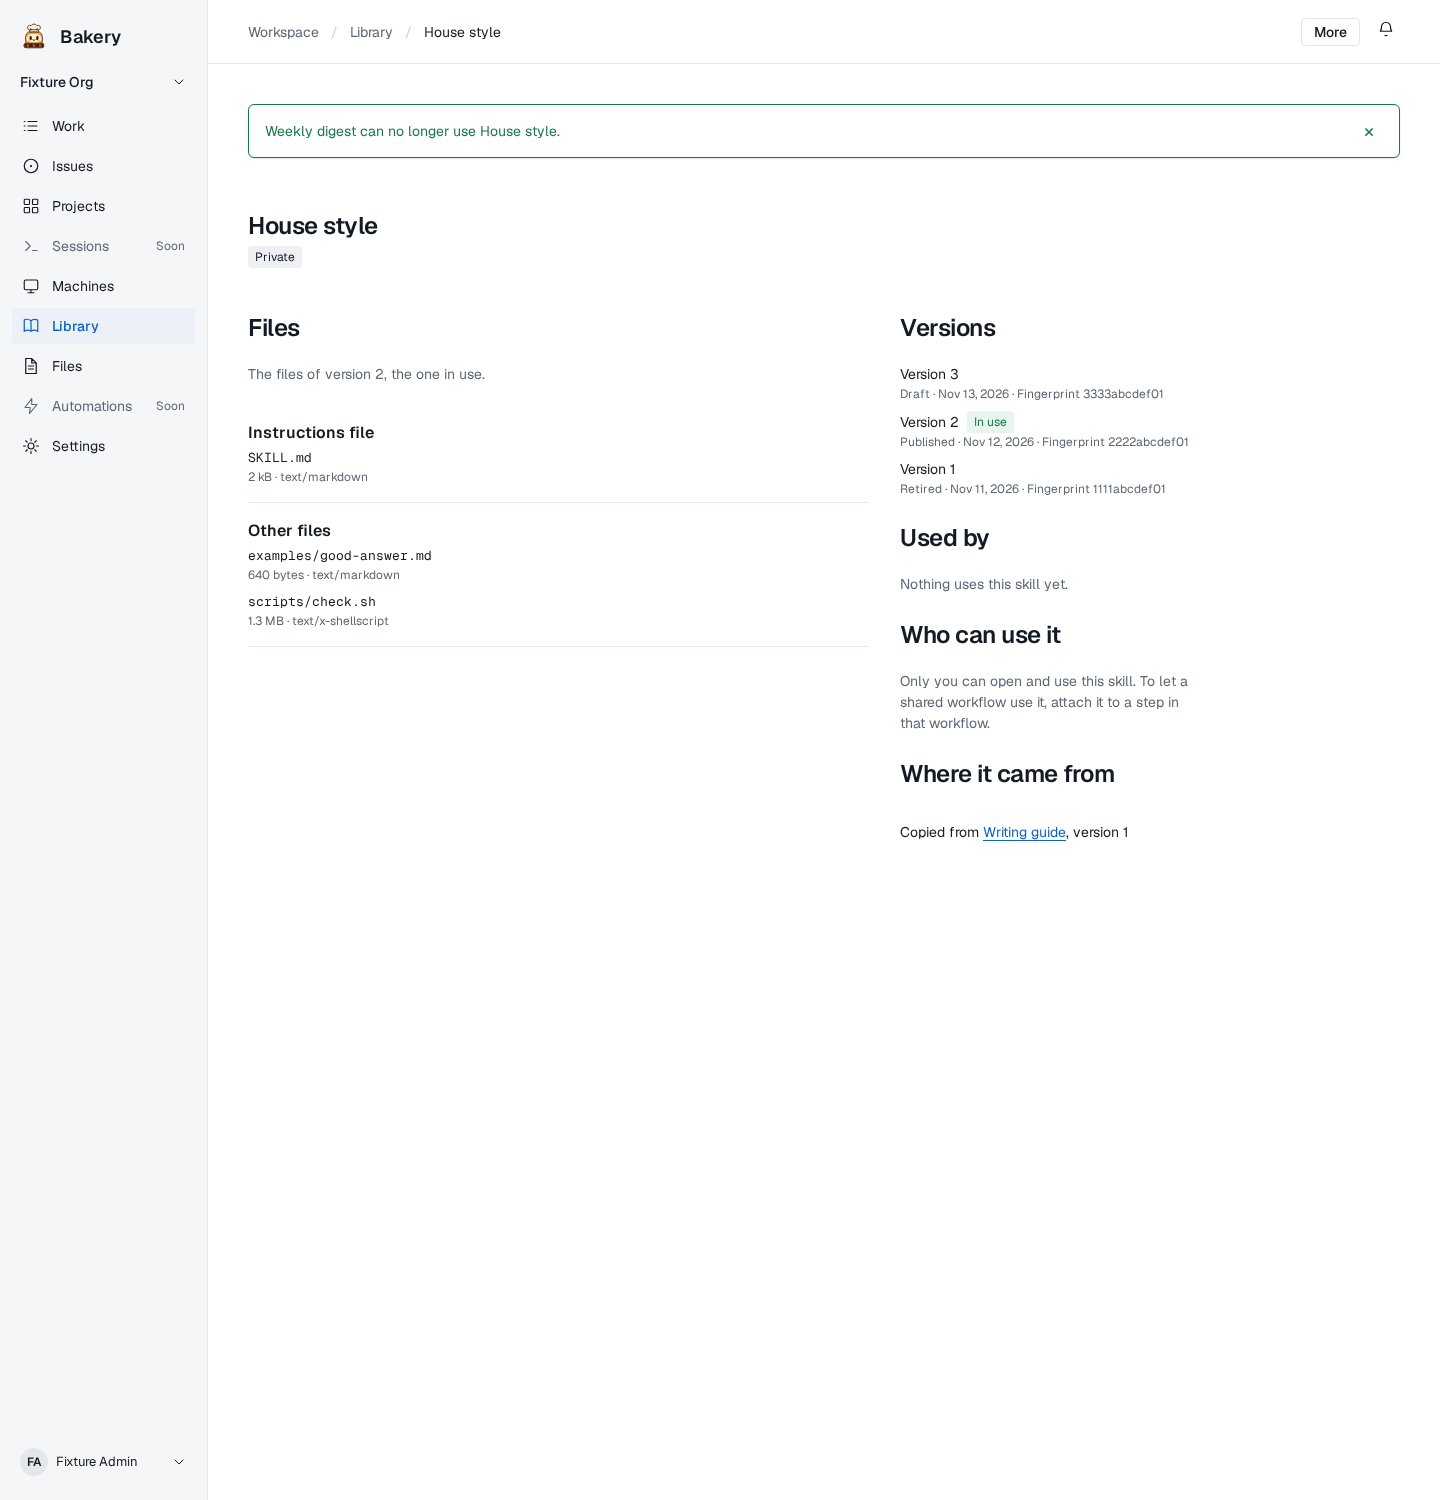 Bakery
Fixture Org
Work
Issues
Projects
Sessions Soon
Machines
Library
Files
Automations Soon
Settings
FA Fixture Admin
Workspace / Library / House style
More
Weekly digest can no longer use House style.
House style
Private
Files
The files of version 2, the one in use.
Instructions file
SKILL.md
2 kB · text/markdown
Other files
examples/good-answer.md
640 bytes · text/markdown
scripts/check.sh
1.3 MB · text/x-shellscript
Versions
Version 3
Draft · Nov 13, 2026 · Fingerprint 3333abcdef01
Version 2 In use
Published · Nov 12, 2026 · Fingerprint 2222abcdef01
Version 1
Retired · Nov 11, 2026 · Fingerprint 1111abcdef01
Used by
Nothing uses this skill yet.
Who can use it
Only you can open and use this skill. To let a
shared workflow use it, attach it to a step in
that workflow.
Where it came from
Copied from Writing guide, version 1